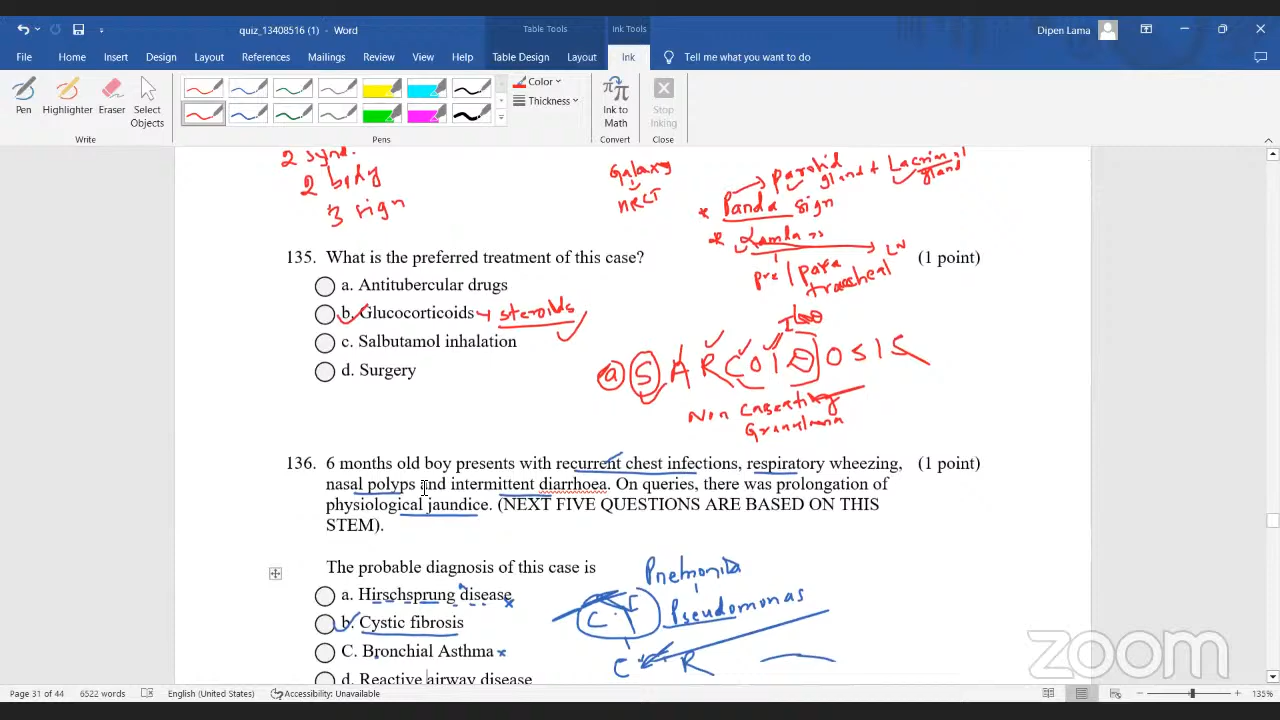 quiz_13408516 (1) - Word
Table Tools
Ink Tools
Dipen Lama
File Home Insert Design Layout References Mailings Review View Help Table Design Layout Ink Tell me what you want to do
Pen
Highlighter
Eraser
Select
Objects
Color
Thickness
Ink to
Math
Stop
Inking
Write
Pens
Convert
Close
2 synd.
2 body
3 sign
Galaxy
HRCT
Parotid
gland + Lacrimal
gland
* Panda sign
* Lamda
LN
pre / para
tracheal
135. What is the preferred treatment of this case? (1 point)
a. Antitubercular drugs
b. Glucocorticoids steroids
c. Salbutamol inhalation
d. Surgery
a SARCOIDOSIS
Non Caseating
Granuloma
136. 6 months old boy presents with recurrent chest infections, respiratory wheezing, (1 point)
nasal polyps and intermittent diarrhoea. On queries, there was prolongation of
physiological jaundice. (NEXT FIVE QUESTIONS ARE BASED ON THIS
STEM).
The probable diagnosis of this case is
a. Hirschsprung disease
b. Cystic fibrosis
C. Bronchial Asthma
d. Reactive airway disease
Pnemonia
CF
Pseudomonas
C R
zoom
Page 31 of 44 6522 words English (United States) Accessibility: Unavailable 135%